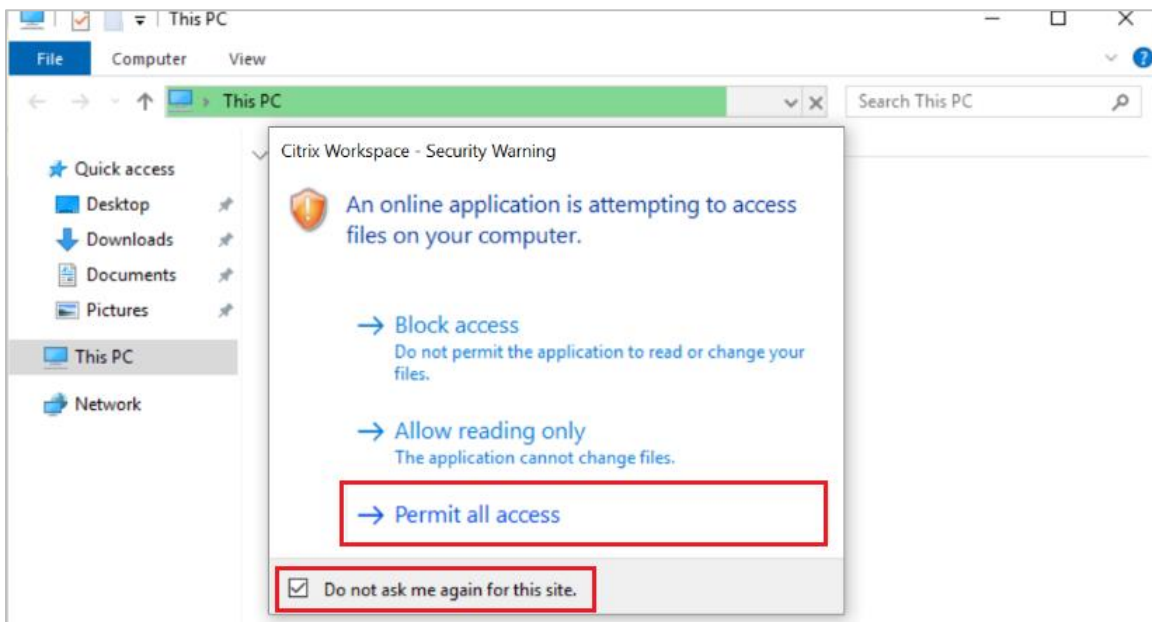 This PC
File Computer View
This PC
Search This PC
Quick access
Desktop
Downloads
Documents
Pictures
This PC
Network
Citrix Workspace - Security Warning
An online application is attempting to access
files on your computer.
Block access
Do not permit the application to read or change your
files.
Allow reading only
The application cannot change files.
Permit all access
Do not ask me again for this site.